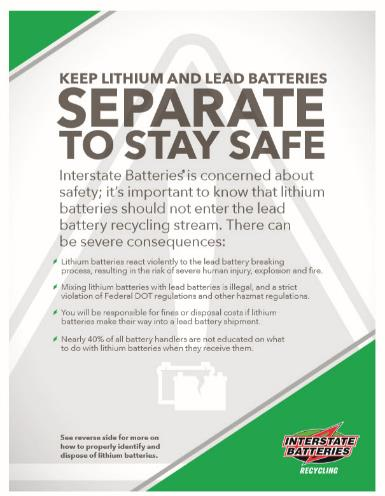 KEEP LITHIUM AND LEAD BATTERIES
SEPARATE
TO STAY SAFE
Interstate Batteries® is concerned about
safety; it's important to know that lithium
batteries should not enter the lead
battery recycling stream. There can
be severe consequences:
Lithium batteries react violently to the lead battery breaking
process, resulting in the risk of severe human injury, explosion and fire.
Mixing lithium batteries with lead batteries is illegal, and a strict
violation of Federal DOT regulations and other hazmat regulations.
You will be responsible for fines or disposal costs if lithium
batteries make their way into a lead battery shipment.
Nearly 40% of all battery handlers are not educated on what
to do with lithium batteries when they receive them.
See reverse side for more on
how to properly identify and
dispose of lithium batteries.
INTERSTATE
BATTERIES
RECYCLING